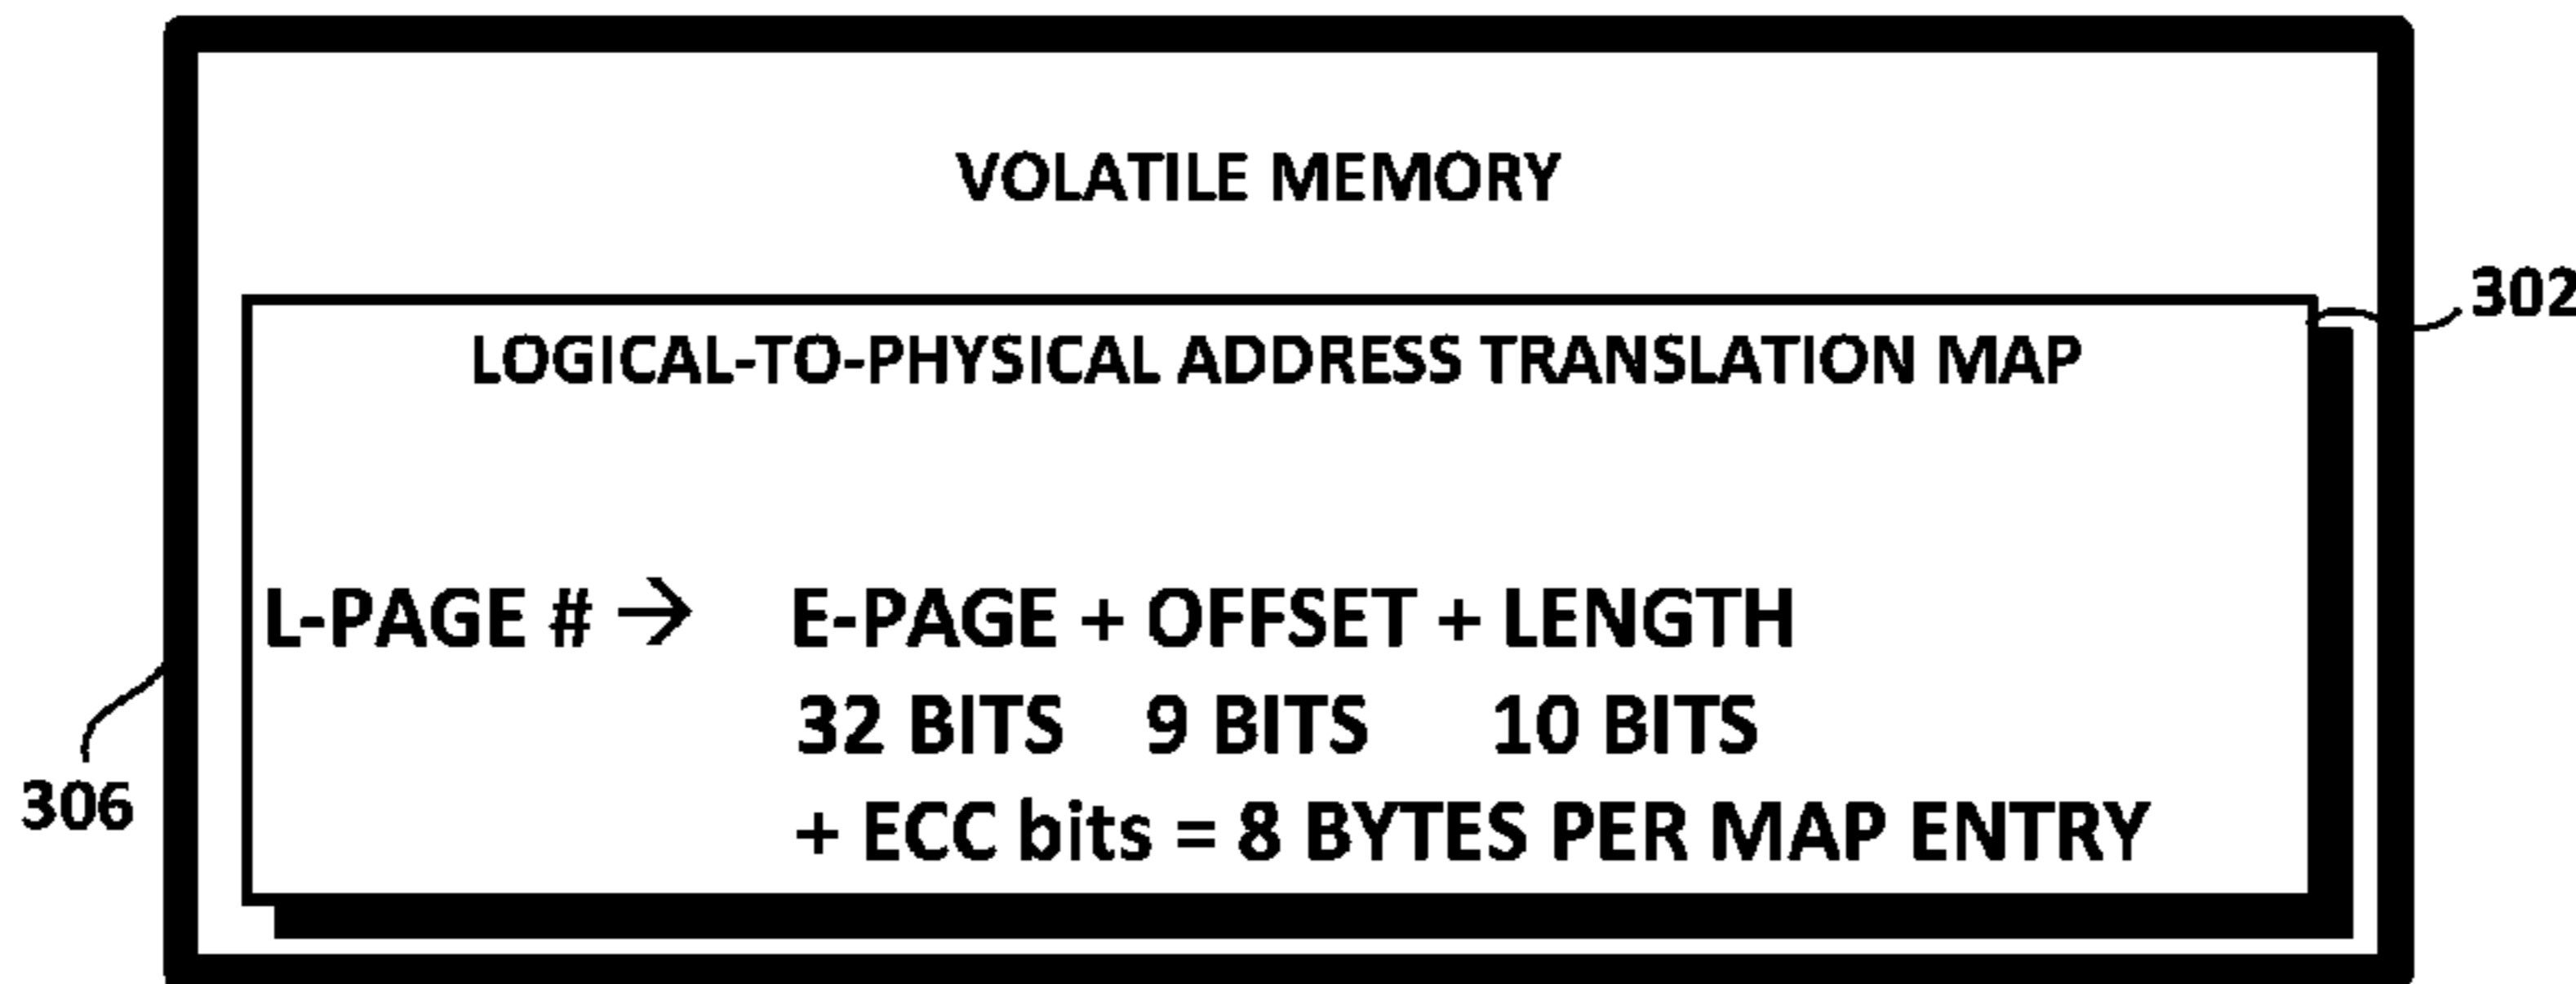 VOLATILE MEMORY
302
LOGICAL-TO-PHYSICAL ADDRESS TRANSLATION MAP
L-PAGE # → E-PAGE + OFFSET + LENGTH
32 BITS 9 BITS 10 BITS
306
+ ECC bits = 8 BYTES PER MAP ENTRY